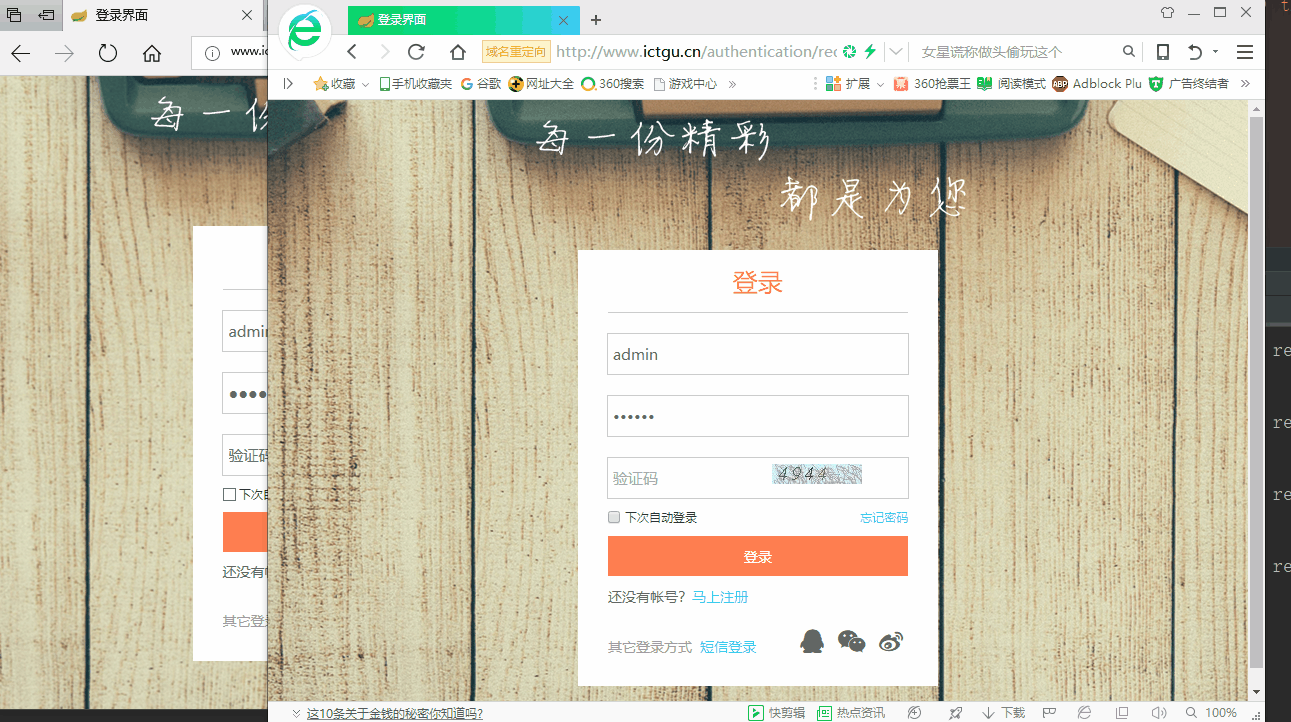 登录界面
www.ic
每一份
admin
验证码
下次自
还没有帐
其它登录
登录界面
域名重定向 http://www.ictgu.cn/authentication/rec 女星谎称做头偷玩这个
收藏 手机收藏夹 谷歌 网址大全 360搜索 游戏中心 » 扩展 360抢票王 阅读模式 Adblock Plu 广告终结者 »
每一份精彩
都是为您
登录
admin
••••••
验证码 4944
下次自动登录 忘记密码
登录
还没有帐号？ 马上注册
其它登录方式 短信登录
这10条关于金钱的秘密你知道吗? 快剪辑 热点资讯 下载 100%
t
re
re
re
re